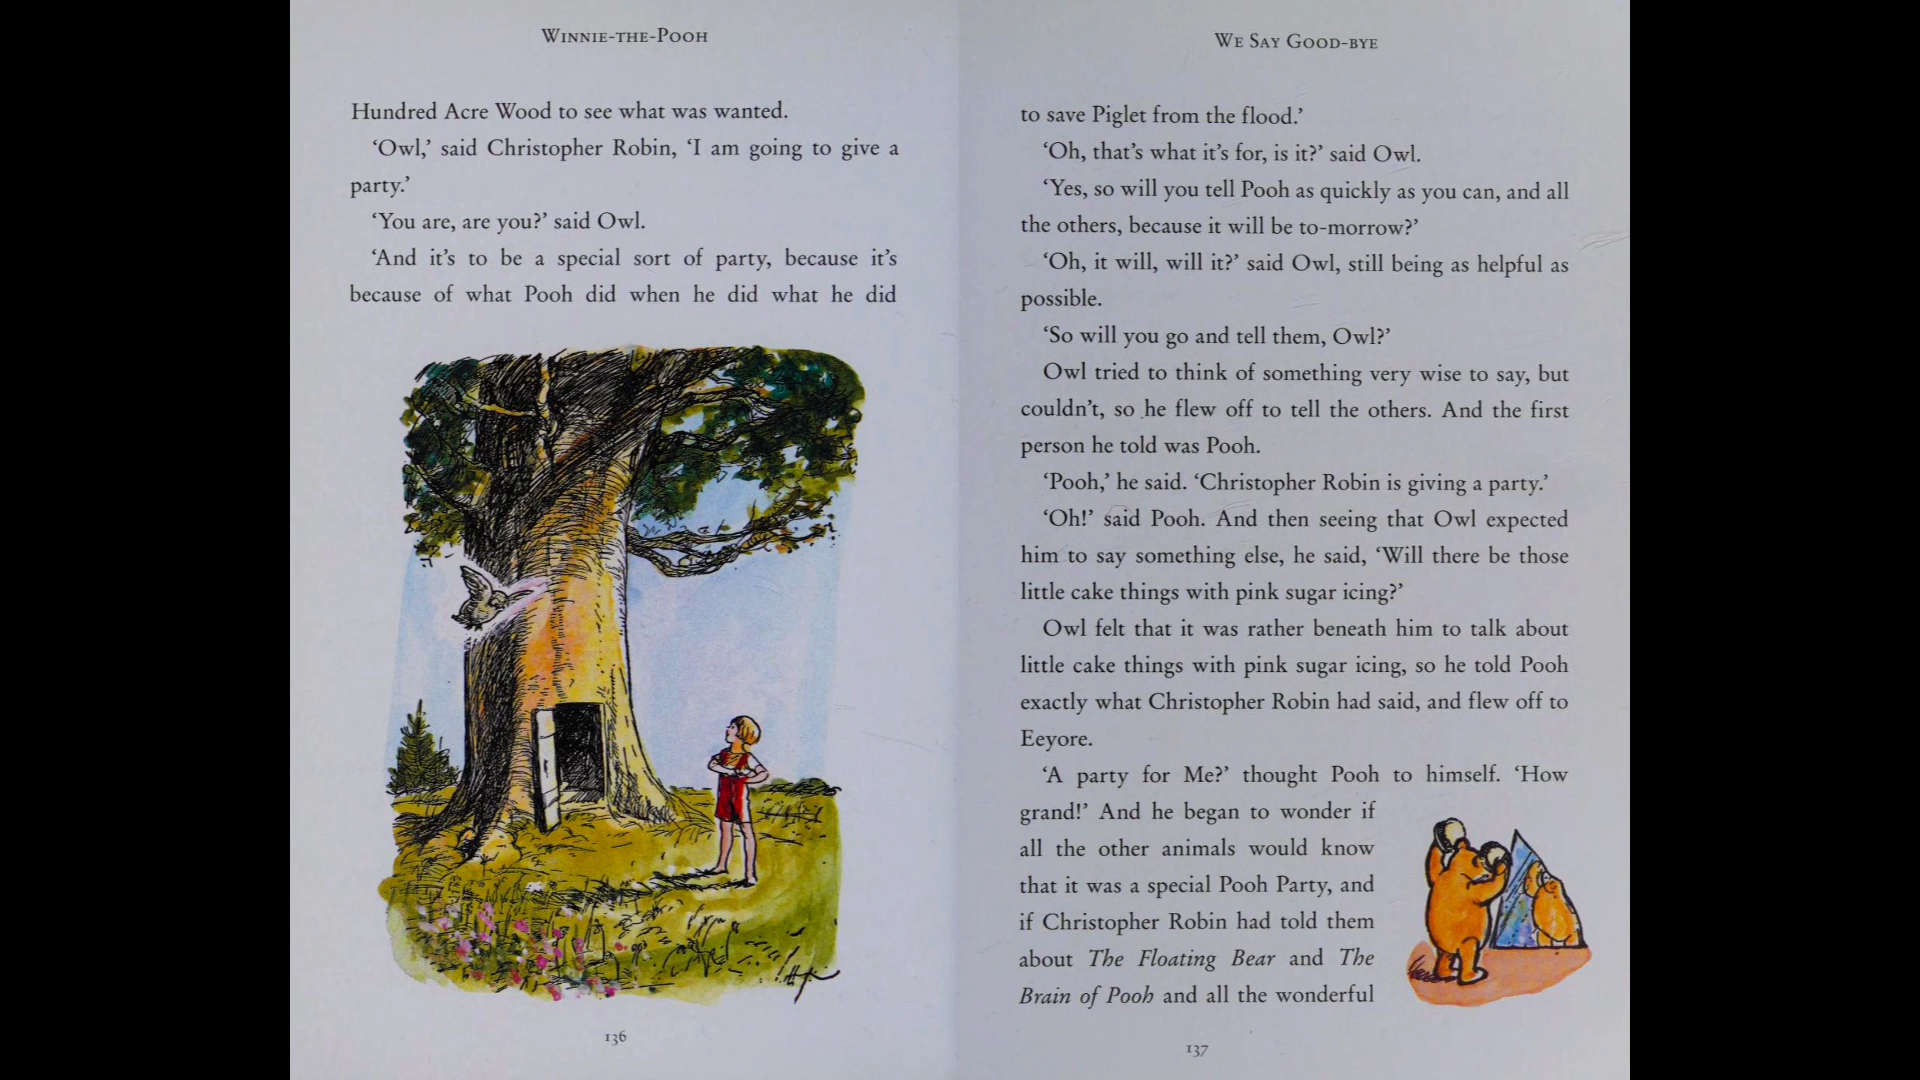 WINNIE-THE-POOH
Hundred Acre Wood to see what was wanted.
‘Owl,’ said Christopher Robin, ‘I am going to give a
party.’
‘You are, are you?’ said Owl.
‘And it’s to be a special sort of party, because it’s
because of what Pooh did when he did what he did
136
WE SAY GOOD-BYE
to save Piglet from the flood.’
‘Oh, that’s what it’s for, is it?’ said Owl.
‘Yes, so will you tell Pooh as quickly as you can, and all
the others, because it will be to-morrow?’
‘Oh, it will, will it?’ said Owl, still being as helpful as
possible.
‘So will you go and tell them, Owl?’
Owl tried to think of something very wise to say, but
couldn’t, so he flew off to tell the others. And the first
person he told was Pooh.
‘Pooh,’ he said. ‘Christopher Robin is giving a party.’
‘Oh!’ said Pooh. And then seeing that Owl expected
him to say something else, he said, ‘Will there be those
little cake things with pink sugar icing?’
Owl felt that it was rather beneath him to talk about
little cake things with pink sugar icing, so he told Pooh
exactly what Christopher Robin had said, and flew off to
Eeyore.
‘A party for Me?’ thought Pooh to himself. ‘How
grand!’ And he began to wonder if
all the other animals would know
that it was a special Pooh Party, and
if Christopher Robin had told them
about The Floating Bear and The
Brain of Pooh and all the wonderful
137